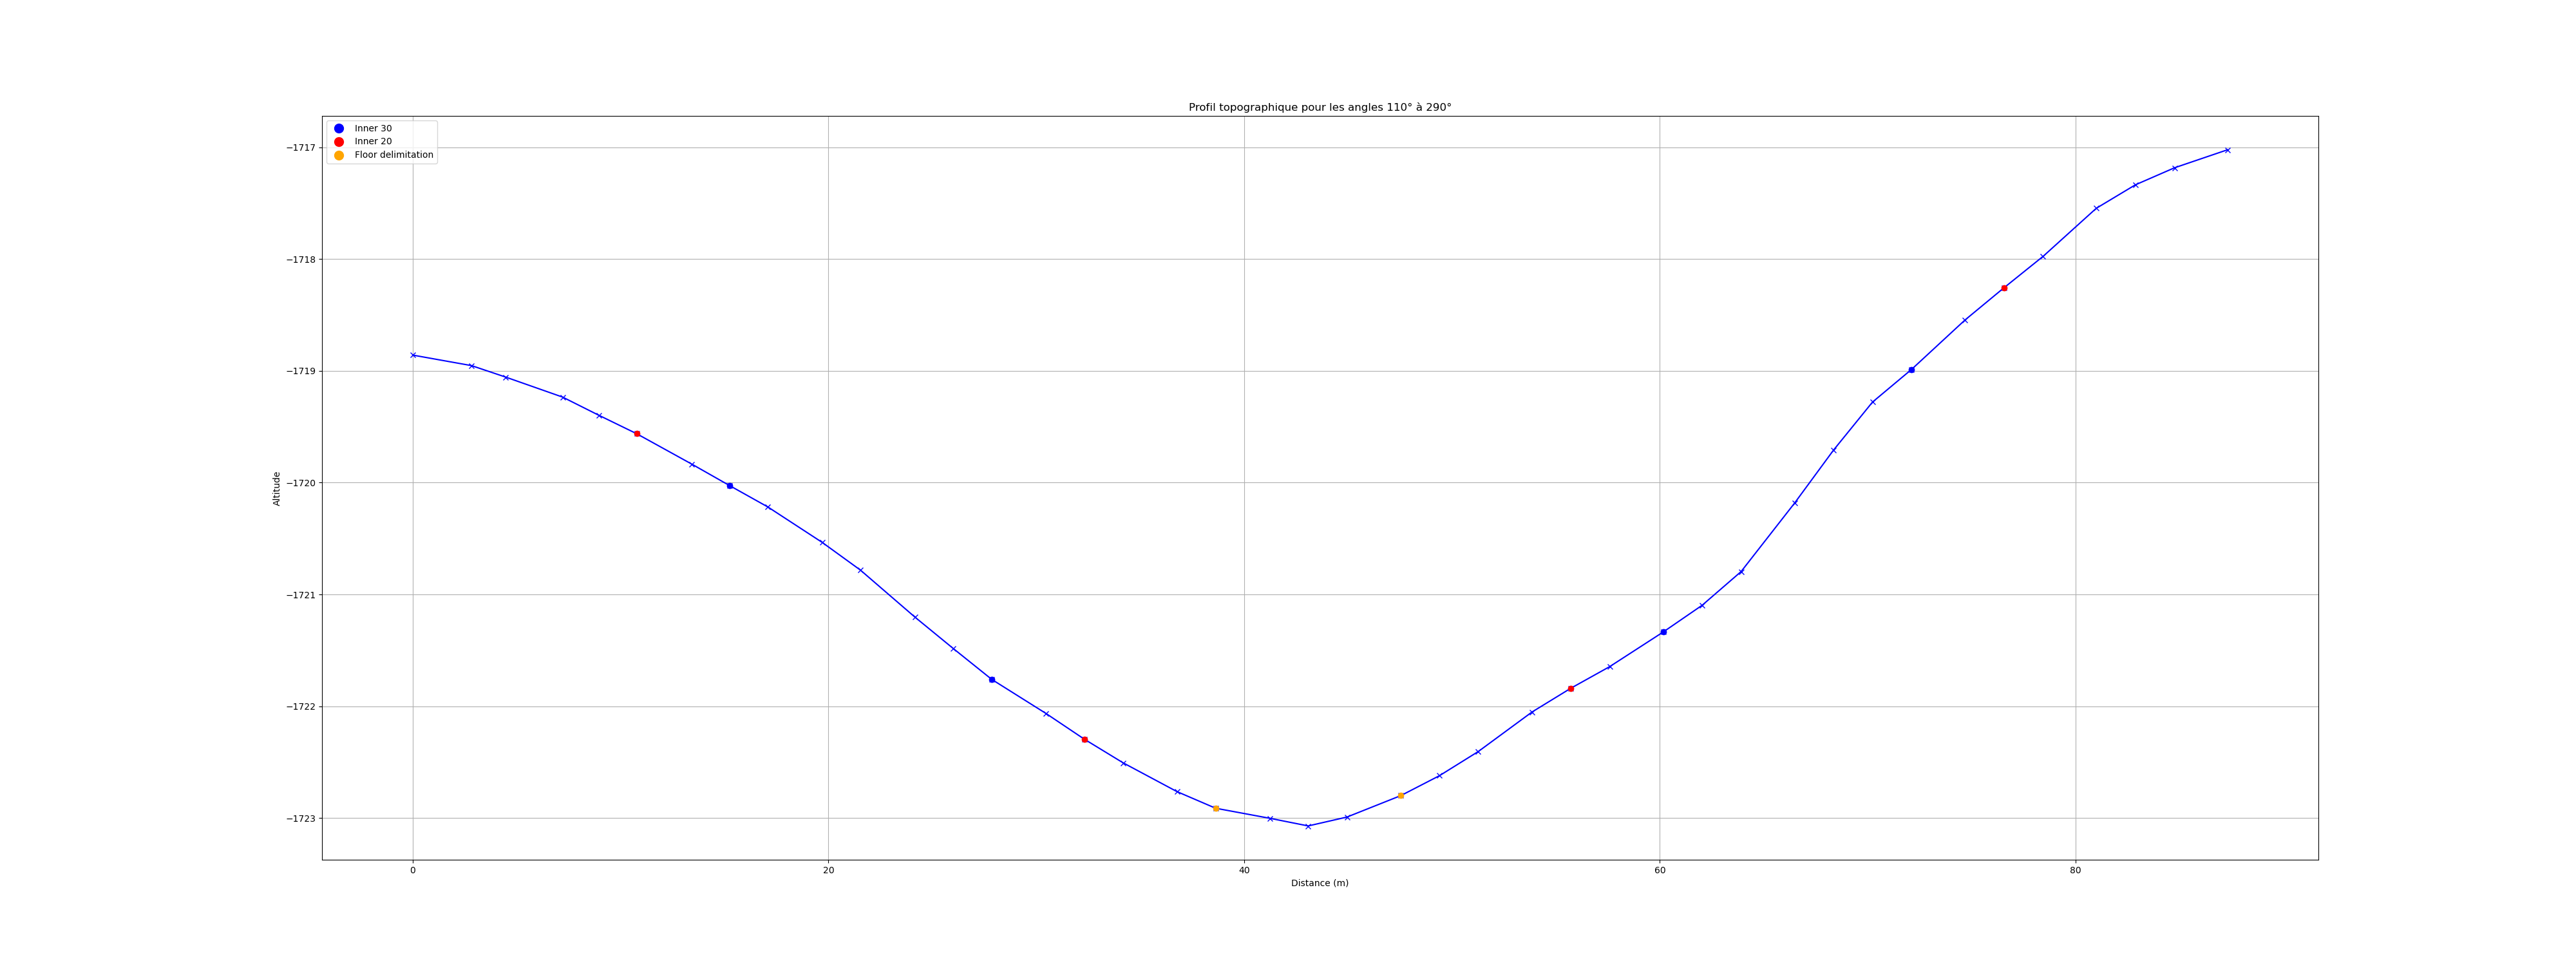 Profil topographique pour les angles 110° à 290°
Inner 30
Inner 20
Floor delimitation
−1717
−1718
−1719
−1720
−1721
−1722
−1723
Altitude
0
20
40
60
80
Distance (m)